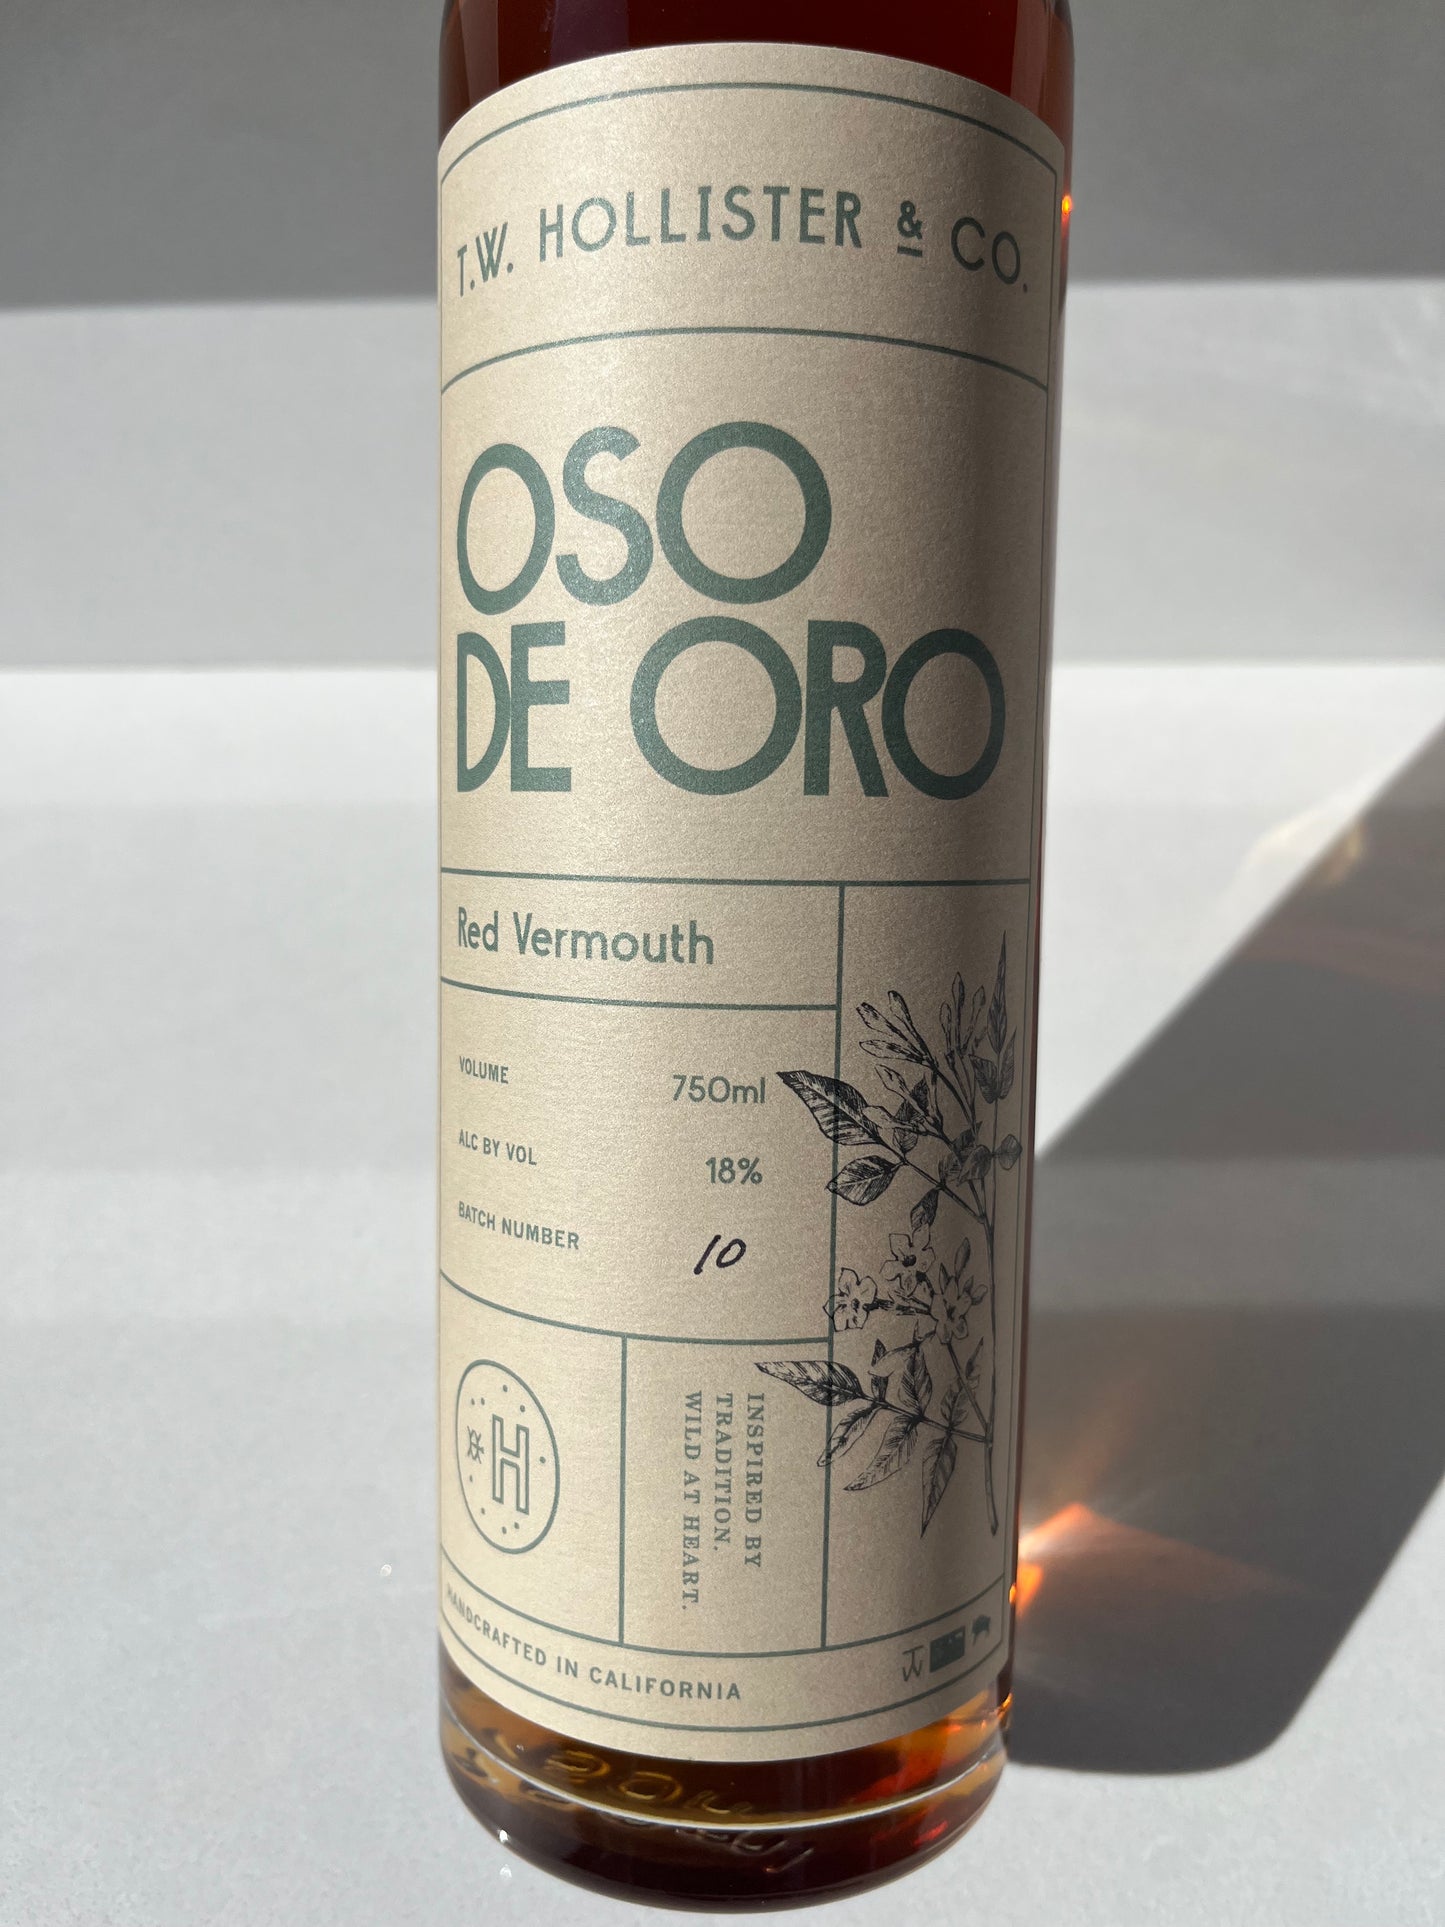 T.W. HOLLISTER & CO.
OSO
DE ORO
Red Vermouth
VOLUME 750ml
ALC BY VOL 18%
BATCH NUMBER 10
H
INSPIRED BY
TRADITION.
WILD AT HEART.
HANDCRAFTED IN CALIFORNIA